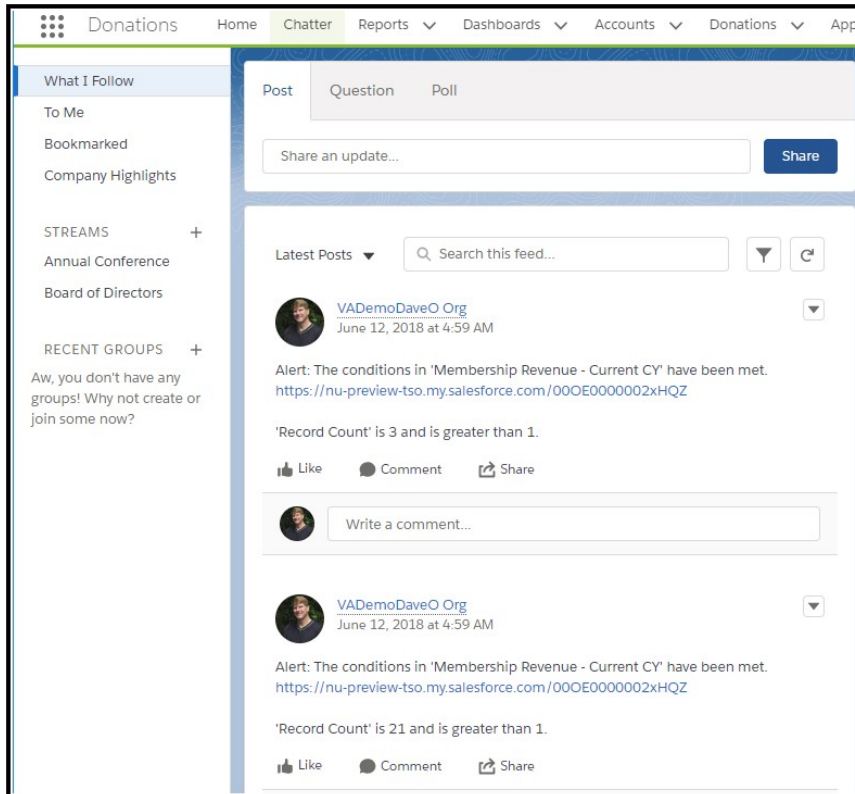 Donations Home Chatter Reports Dashboards Accounts Donations App
What I Follow
To Me
Bookmarked
Company Highlights
STREAMS +
Annual Conference
Board of Directors
RECENT GROUPS +
Aw, you don't have any
groups! Why not create or
join some now?
Post Question Poll
Share an update... Share
Latest Posts Search this feed...
VADemoDaveO Org
June 12, 2018 at 4:59 AM
Alert: The conditions in 'Membership Revenue - Current CY' have been met.
https://nu-preview-tso.my.salesforce.com/00OE0000002xHQZ
'Record Count' is 3 and is greater than 1.
Like Comment Share
Write a comment...
VADemoDaveO Org
June 12, 2018 at 4:59 AM
Alert: The conditions in 'Membership Revenue - Current CY' have been met.
https://nu-preview-tso.my.salesforce.com/00OE0000002xHQZ
'Record Count' is 21 and is greater than 1.
Like Comment Share